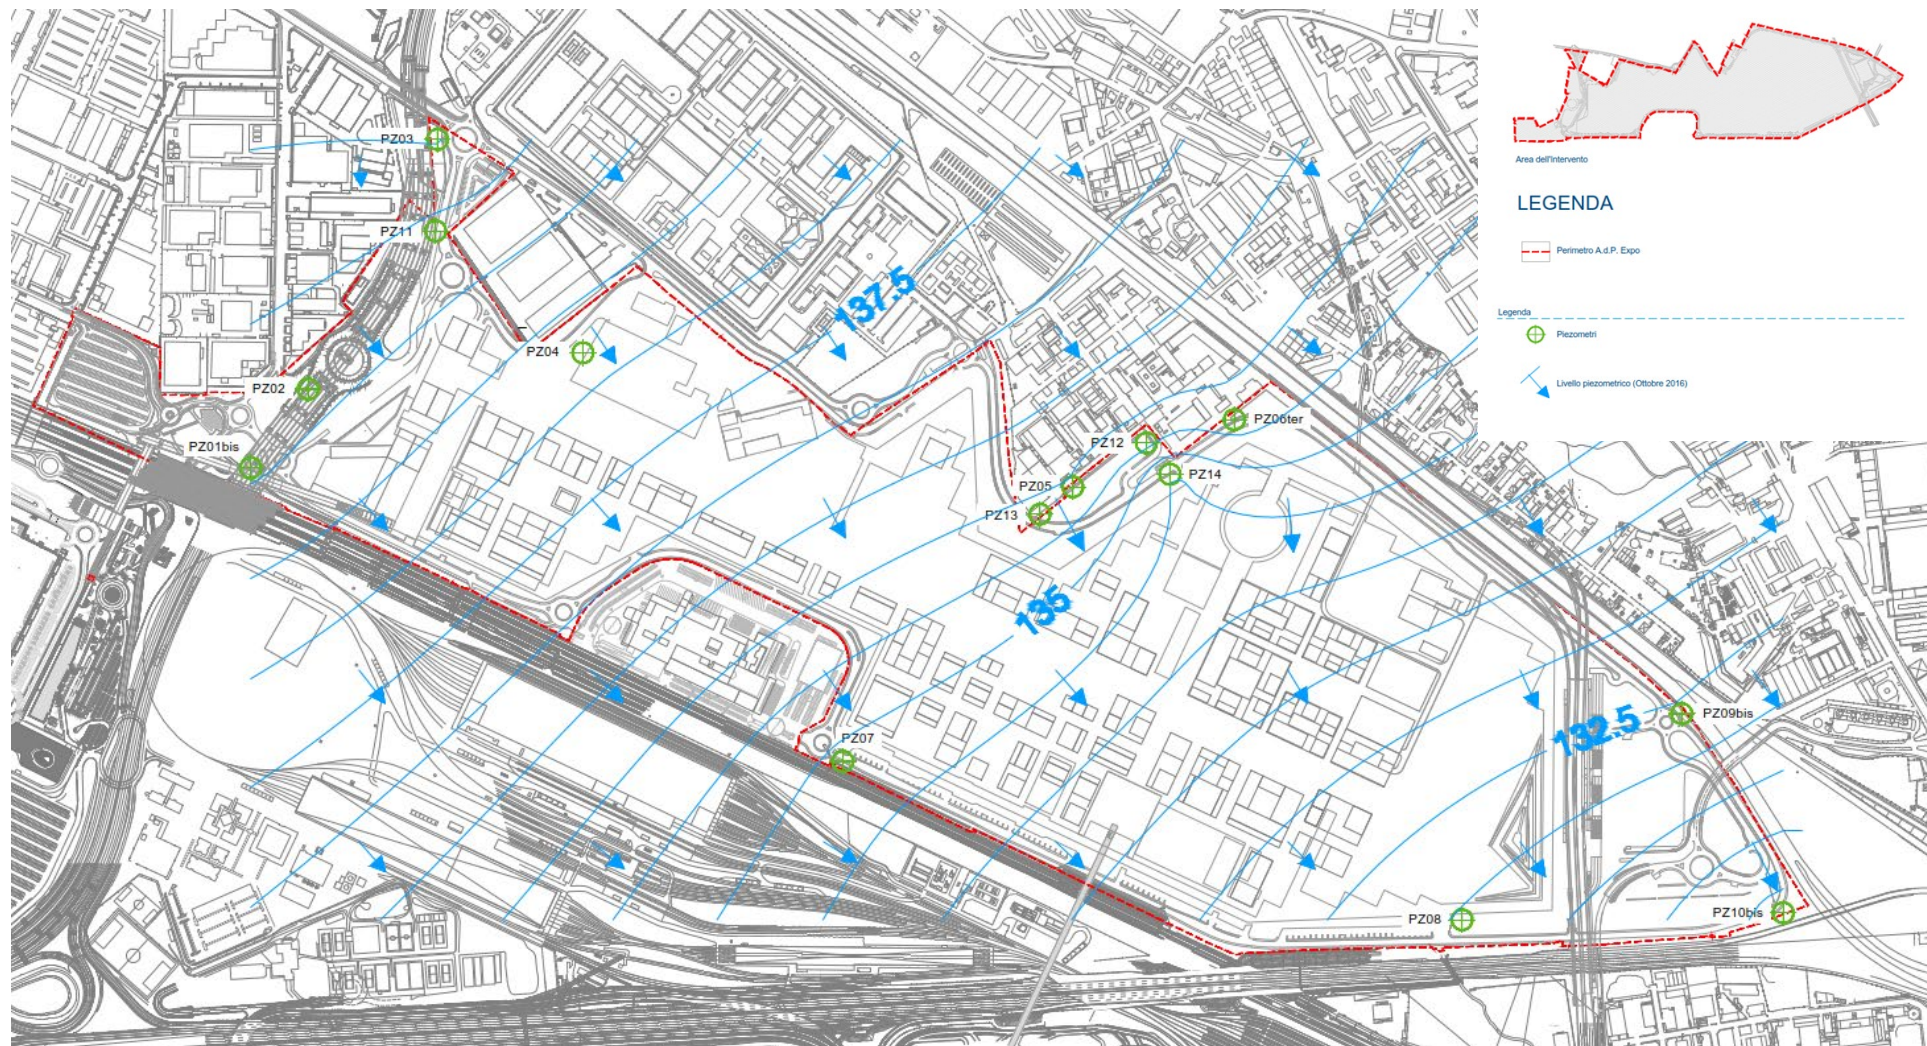 PZ03
PZ11
PZ04
PZ02
PZ01bis
137.5
PZ12
PZ06ter
PZ05
PZ14
PZ13
135
PZ07
PZ09bis
132.5
PZ08
PZ10bis
Area dell'Intervento
LEGENDA
Perimetro A.d.P. Expo
Legenda
Piezometri
Livello piezometrico (Ottobre 2016)